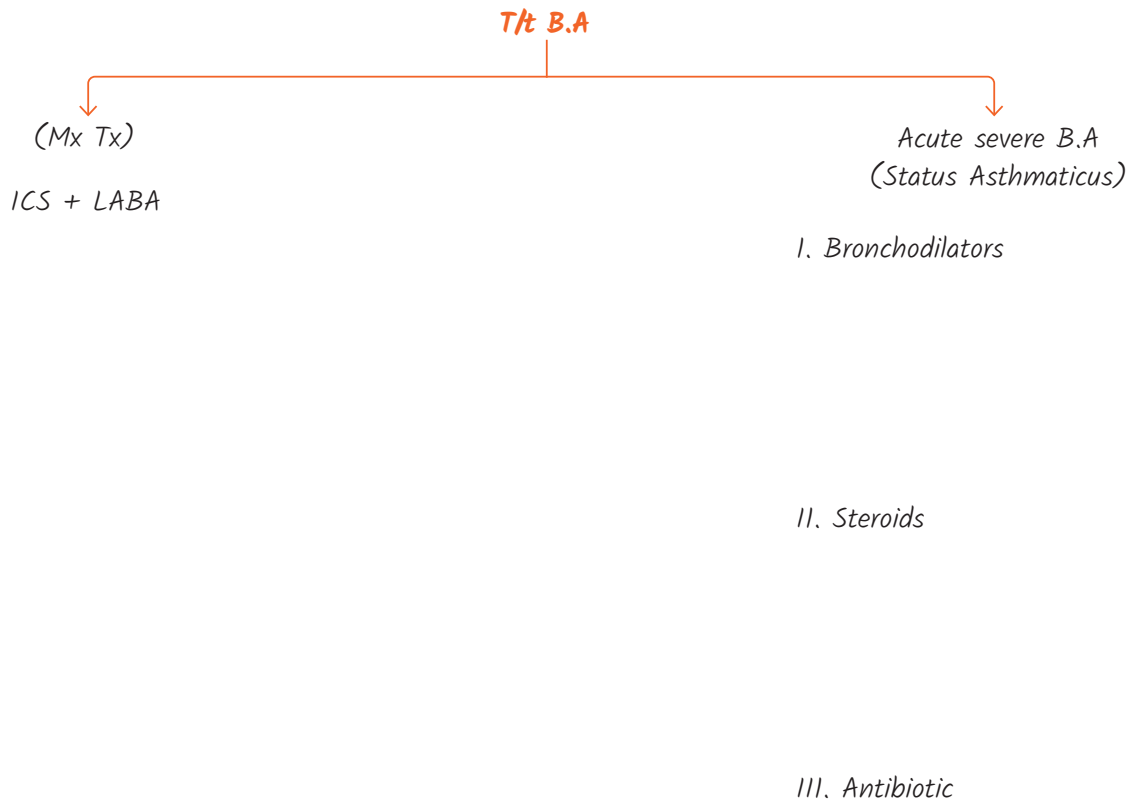 T/t B.A
(Mx Tx)
ICS + LABA
Acute severe B.A
(Status Asthmaticus)
I. Bronchodilators
II. Steroids
III. Antibiotic